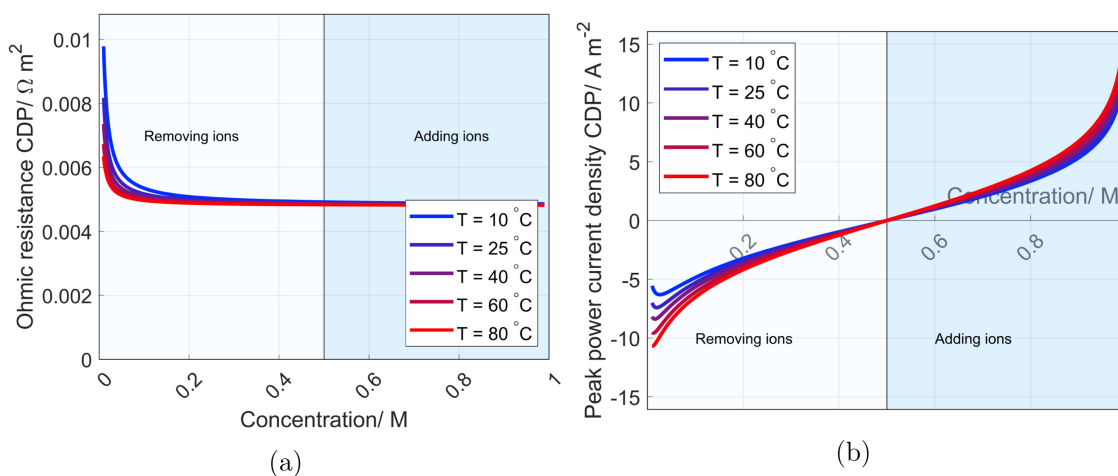 0.01
0.008
0.006
0.004
0.002
0
Ohmic resistance CDP/ Ω m²
Removing ions
Adding ions
T = 10 °C
T = 25 °C
T = 40 °C
T = 60 °C
T = 80 °C
0
0.2
0.4
0.6
0.8
1
Concentration/ M
(a)
15
10
5
0
-5
-10
-15
Peak power current density CDP/ A m⁻²
T = 10 °C
T = 25 °C
T = 40 °C
T = 60 °C
T = 80 °C
Concentration/ M
0.2
0.4
0.6
0.8
Removing ions
Adding ions
(b)